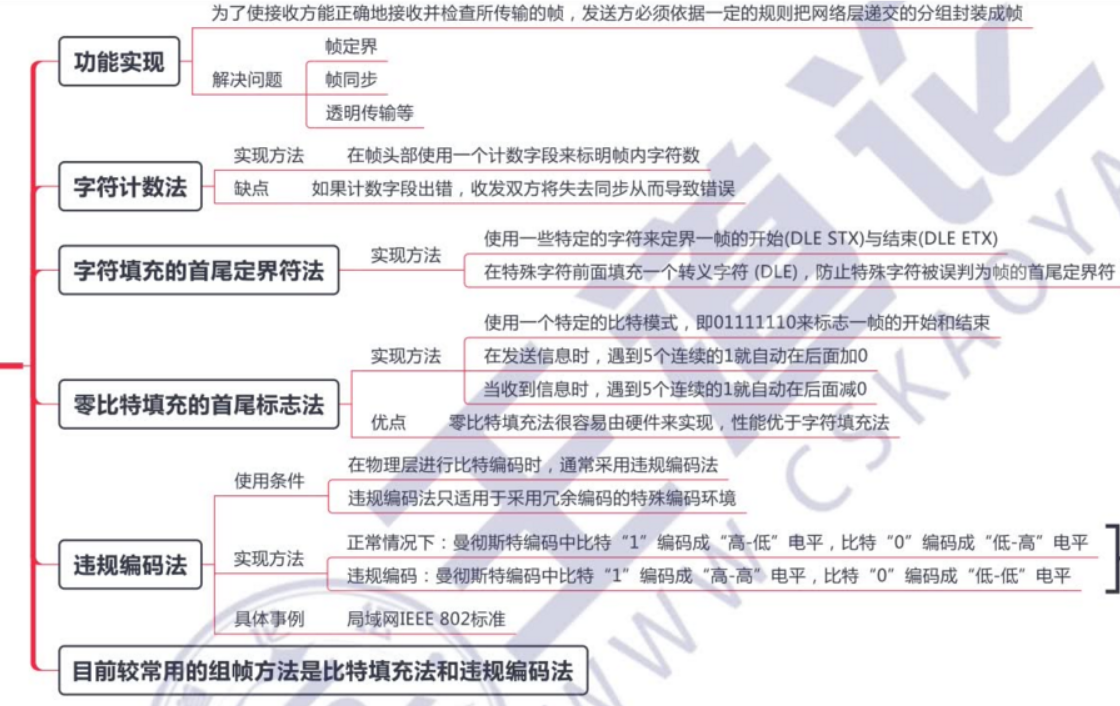 功能实现
为了使接收方能正确地接收并检查所传输的帧，发送方必须依据一定的规则把网络层递交的分组封装成帧
解决问题
帧定界
帧同步
透明传输等
字符计数法
实现方法
在帧头部使用一个计数字段来标明帧内字符数
缺点
如果计数字段出错，收发双方将失去同步从而导致错误
字符填充的首尾定界符法
实现方法
使用一些特定的字符来定界一帧的开始(DLE STX)与结束(DLE ETX)
在特殊字符前面填充一个转义字符 (DLE)，防止特殊字符被误判为帧的首尾定界符
零比特填充的首尾标志法
实现方法
使用一个特定的比特模式，即01111110来标志一帧的开始和结束
在发送信息时，遇到5个连续的1就自动在后面加0
当收到信息时，遇到5个连续的1就自动在后面减0
优点
零比特填充法很容易由硬件来实现，性能优于字符填充法
违规编码法
使用条件
在物理层进行比特编码时，通常采用违规编码法
违规编码法只适用于采用冗余编码的特殊编码环境
实现方法
正常情况下：曼彻斯特编码中比特“1”编码成“高-低”电平，比特“0”编码成“低-高”电平
违规编码：曼彻斯特编码中比特“1”编码成“高-高”电平，比特“0”编码成“低-低”电平
具体事例
局域网IEEE 802标准
目前较常用的组帧方法是比特填充法和违规编码法
王道论
WWW.CSKAOYA